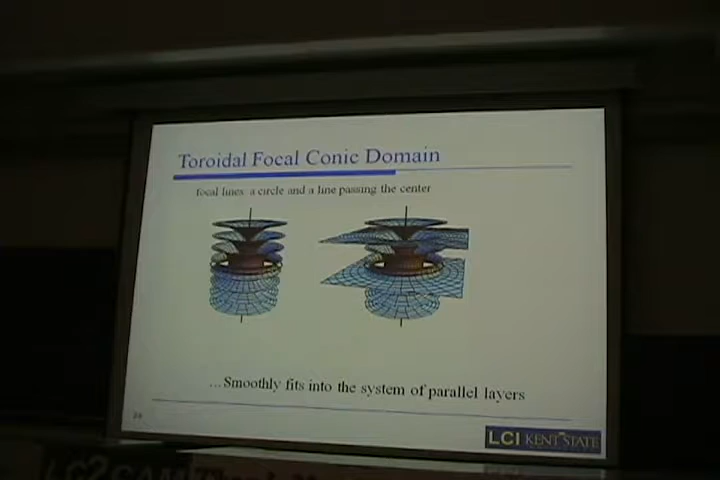 Toroidal Focal Conic Domain
focal lines: a circle and a line passing the center
...Smoothly fits into the system of parallel layers
LCI KENT STATE